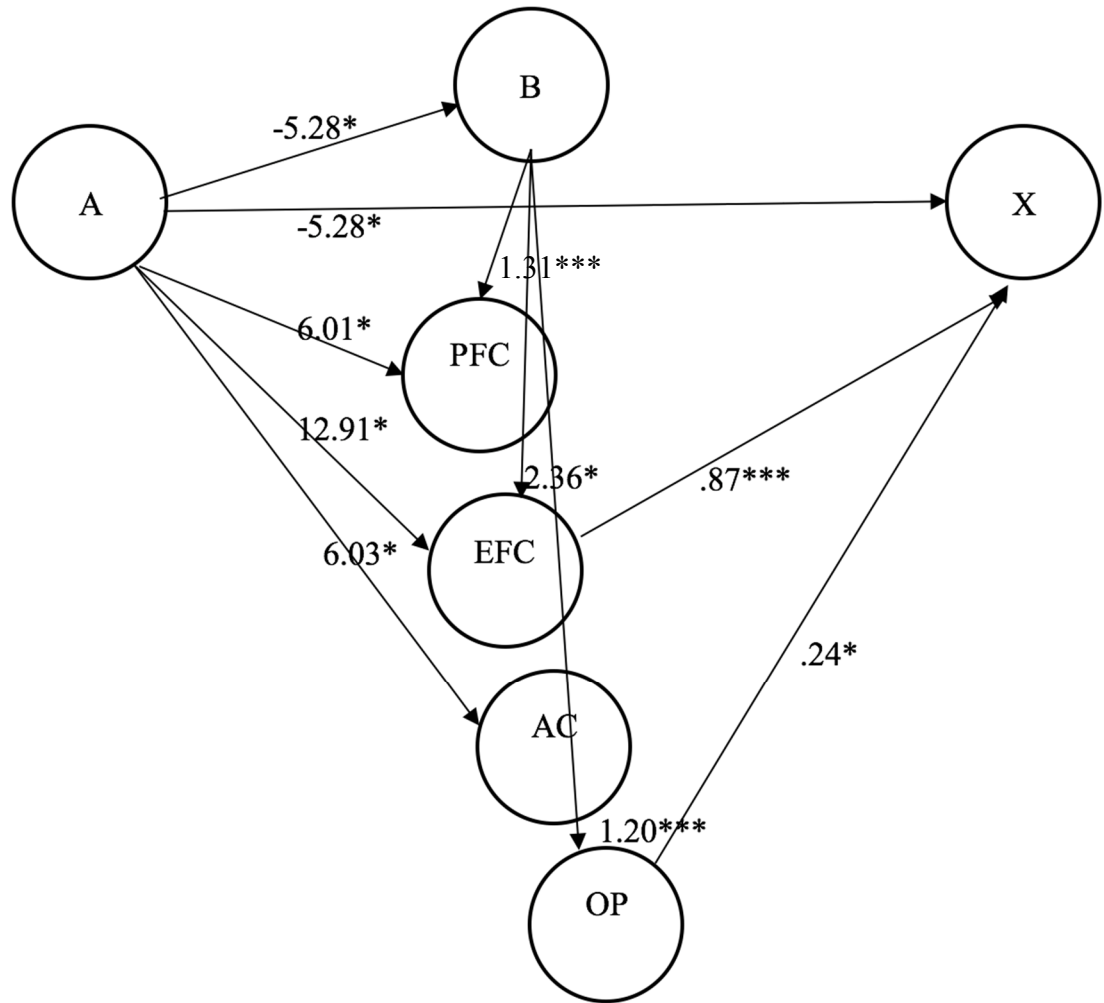 B
-5.28*
A
X
-5.28*
1.31***
6.01*
PFC
12.91*
2.36*
.87***
EFC
6.03*
.24*
AC
1.20***
OP